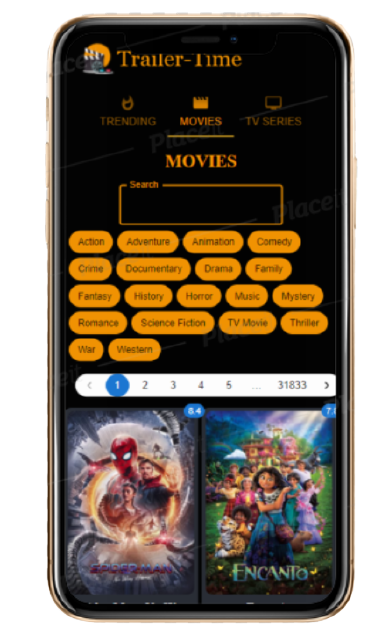 Trailer-Time
TRENDING MOVIES TV SERIES
MOVIES
Search
Action Adventure Animation Comedy
Crime Documentary Drama Family
Fantasy History Horror Music Mystery
Romance Science Fiction TV Movie Thriller
War Western
‹ 1 2 3 4 5 ... 31833 ›
8.4
ENCANTO
Placeit